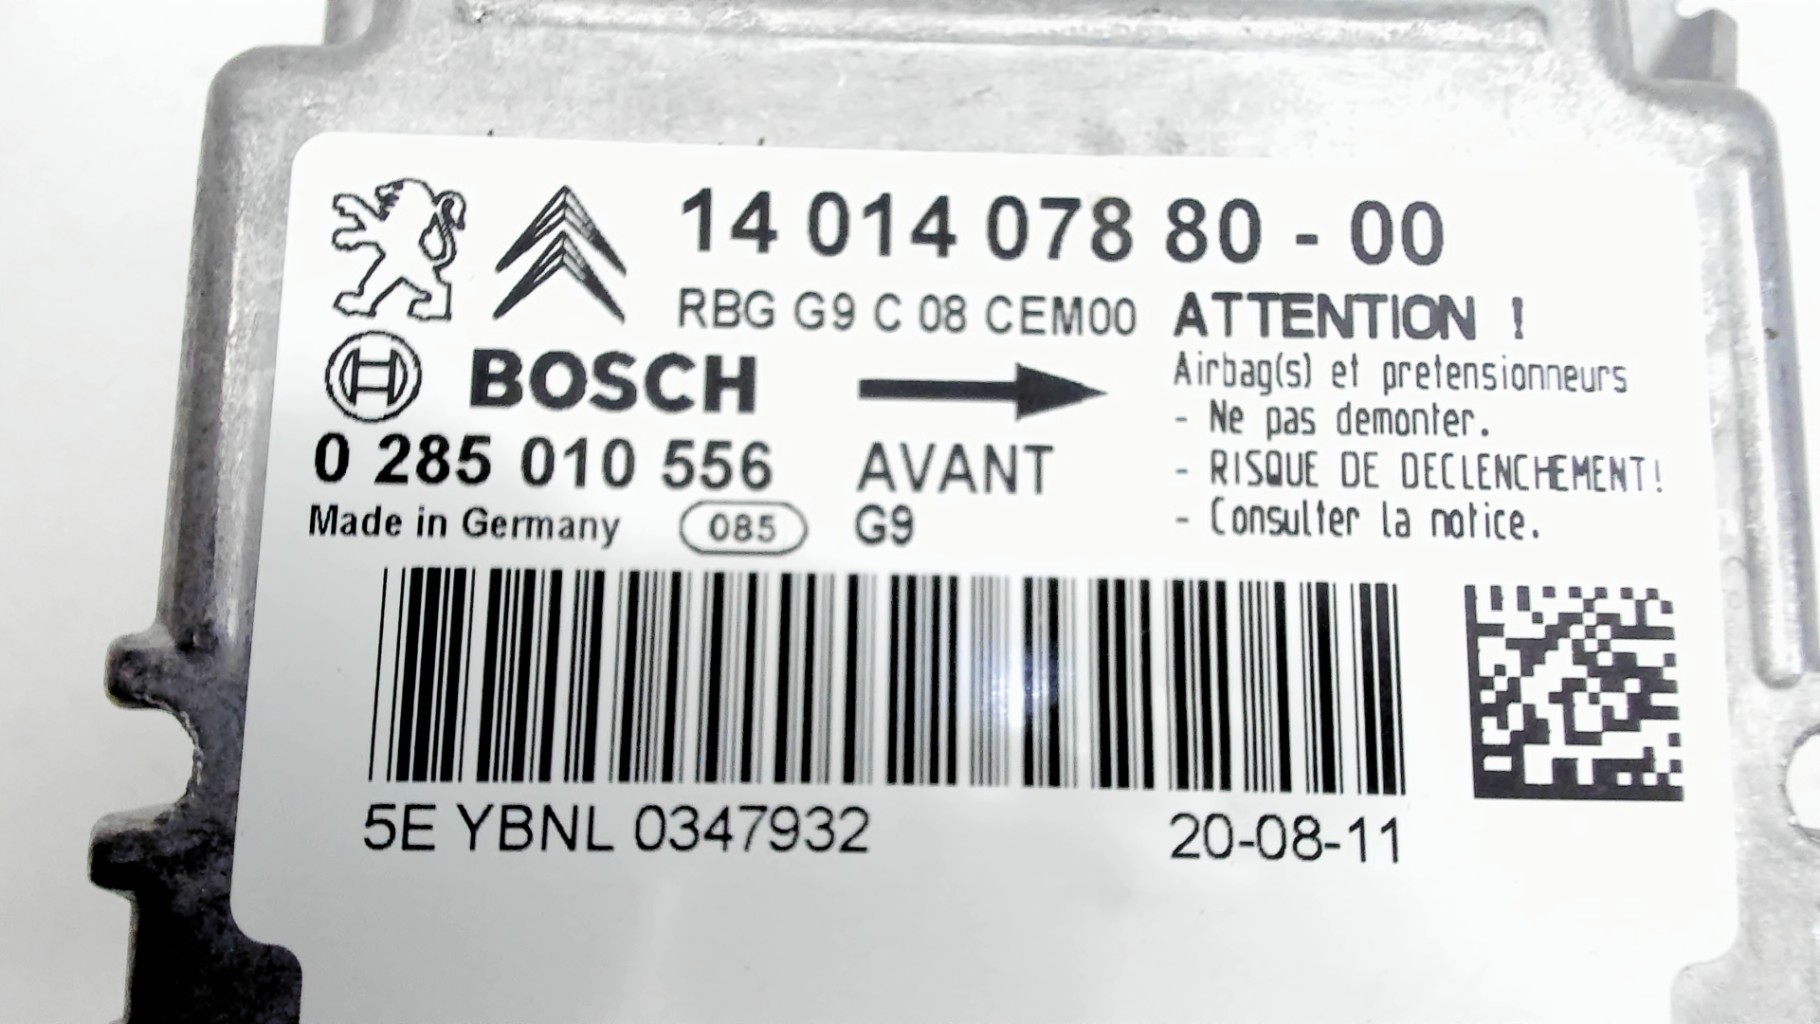 14 014 078 80 - 00
RBG G9 C 08 CEM00
ATTENTION !
Airbag(s) et pretensionneurs
- Ne pas demonter.
- RISQUE DE DECLENCHEMENT!
- Consulter la notice.
BOSCH
0 285 010 556
AVANT
Made in Germany
085
G9
5E YBNL 0347932
20-08-11